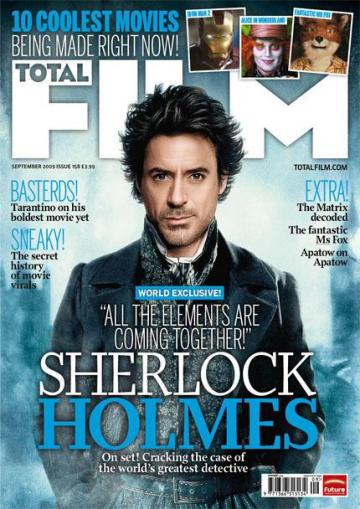 10 COOLEST MOVIES
BEING MADE RIGHT NOW!
IRON MAN 2
ALICE IN WONDERLAND
FANTASTIC MR FOX
TOTAL
FILM
SEPTEMBER 2009 ISSUE 158 £3.99
TOTALFILM.COM
BASTERDS!
Tarantino on his
boldest movie yet
SNEAKY!
The secret
history
of movie
virals
EXTRA!
The Matrix
decoded
The fantastic
Ms Fox
Apatow on
Apatow
WORLD EXCLUSIVE!
“ALL THE ELEMENTS ARE
COMING TOGETHER!”
SHERLOCK
HOLMES
On set! Cracking the case of
the world's greatest detective
09>
Future